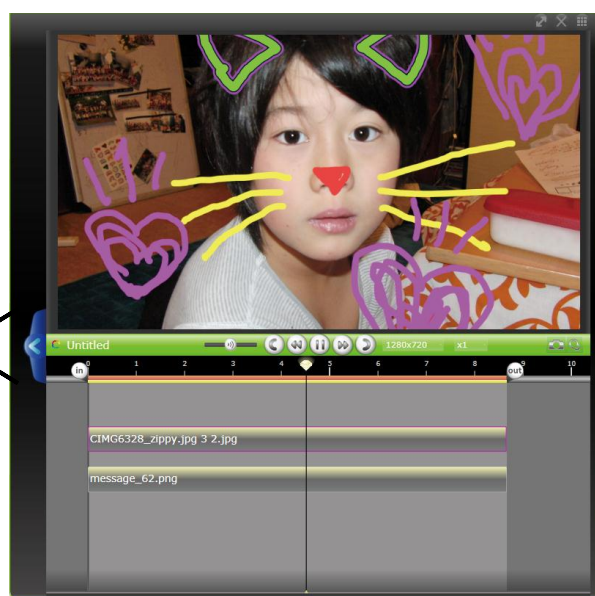 Untitled
1280x720
x1
in
0 1 2 3 4 5 6 7 8 9 10
out
CIMG6328_zippy.jpg 3 2.jpg
message_62.png